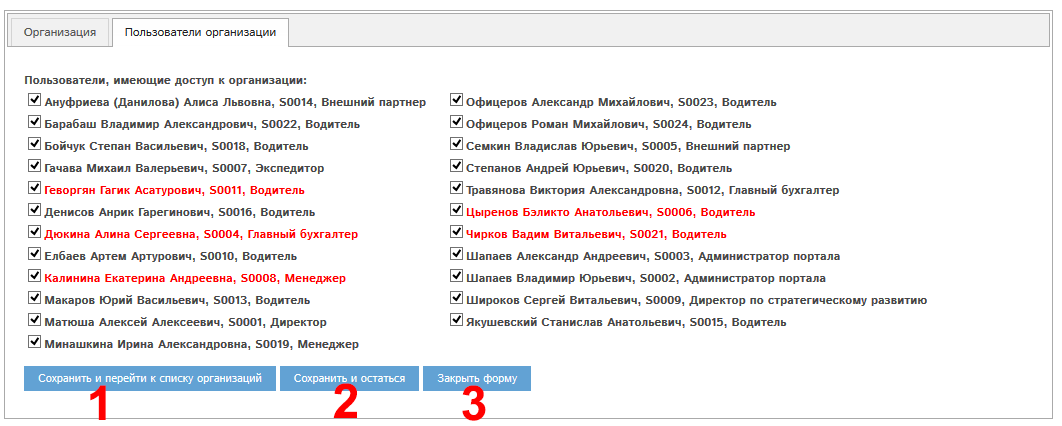 Организация
Пользователи организации
Пользователи, имеющие доступ к организации:
Ануфриева (Данилова) Алиса Львовна, S0014, Внешний партнер
Барабаш Владимир Александрович, S0022, Водитель
Бойчук Степан Васильевич, S0018, Водитель
Гачава Михаил Валерьевич, S0007, Экспедитор
Геворгян Гагик Асатурович, S0011, Водитель
Денисов Анрик Гарегинович, S0016, Водитель
Дюкина Алина Сергеевна, S0004, Главный бухгалтер
Елбаев Артем Артурович, S0010, Водитель
Калинина Екатерина Андреевна, S0008, Менеджер
Макаров Юрий Васильевич, S0013, Водитель
Матюша Алексей Алексеевич, S0001, Директор
Минашкина Ирина Александровна, S0019, Менеджер
Офицеров Александр Михайлович, S0023, Водитель
Офицеров Роман Михайлович, S0024, Водитель
Семкин Владислав Юрьевич, S0005, Внешний партнер
Степанов Андрей Юрьевич, S0020, Водитель
Травянова Виктория Александровна, S0012, Главный бухгалтер
Цыренов Бэликто Анатольевич, S0006, Водитель
Чирков Вадим Витальевич, S0021, Водитель
Шапаев Александр Андреевич, S0003, Администратор портала
Шапаев Владимир Юрьевич, S0002, Администратор портала
Широков Сергей Витальевич, S0009, Директор по стратегическому развитию
Якушевский Станислав Анатольевич, S0015, Водитель
Сохранить и перейти к списку организаций
Сохранить и остаться
Закрыть форму
1
2
3